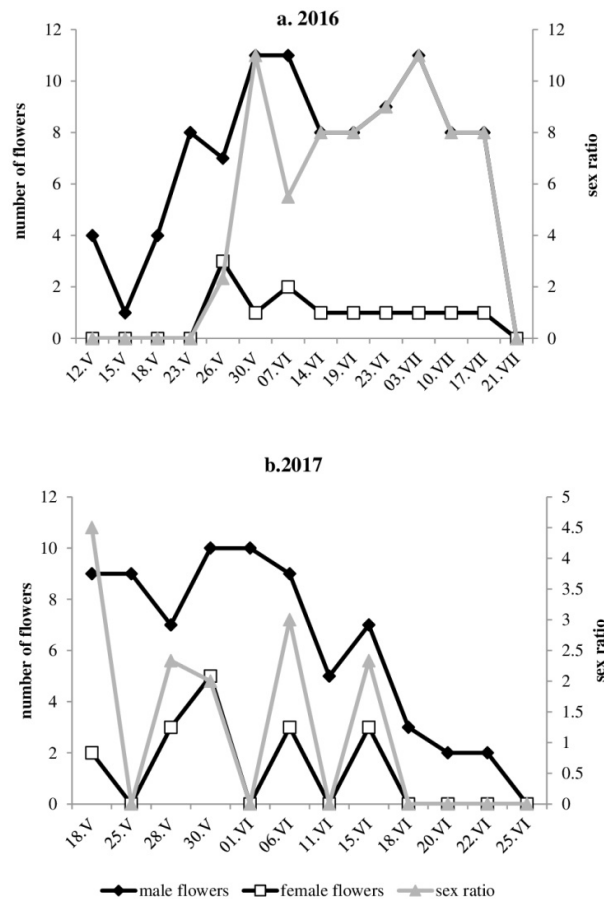 a. 2016
12
10
8
6
4
2
0
number of flowers
12
10
8
6
4
2
0
sex ratio
12.V
15.V
18.V
23.V
26.V
30.V
07.VI
14.VI
19.VI
23.VI
03.VII
10.VII
17.VII
21.VII
b.2017
12
10
8
6
4
2
0
number of flowers
5
4.5
4
3.5
3
2.5
2
1.5
1
0.5
0
sex ratio
18.V
25.V
28.V
30.V
01.VI
06.VI
11.VI
15.VI
18.VI
20.VI
22.VI
25.VI
male flowers female flowers sex ratio